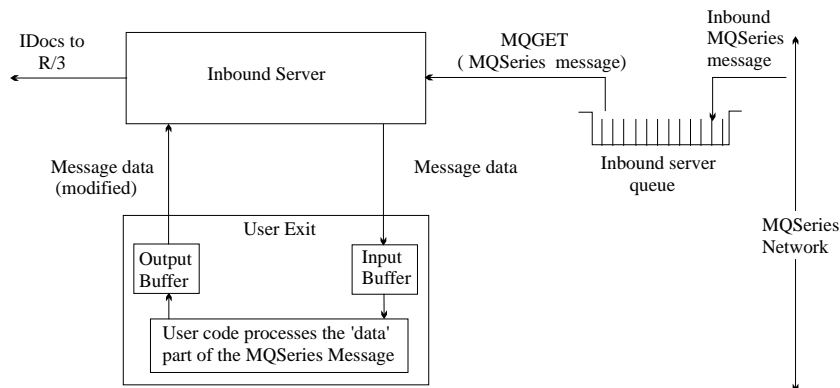 IDocs to
R/3
Inbound Server
MQGET
( MQSeries message)
Inbound
MQSeries
message
Inbound server
queue
Message data
(modified)
Message data
MQSeries
Network
User Exit
Output
Buffer
Input
Buffer
User code processes the 'data'
part of the MQSeries Message